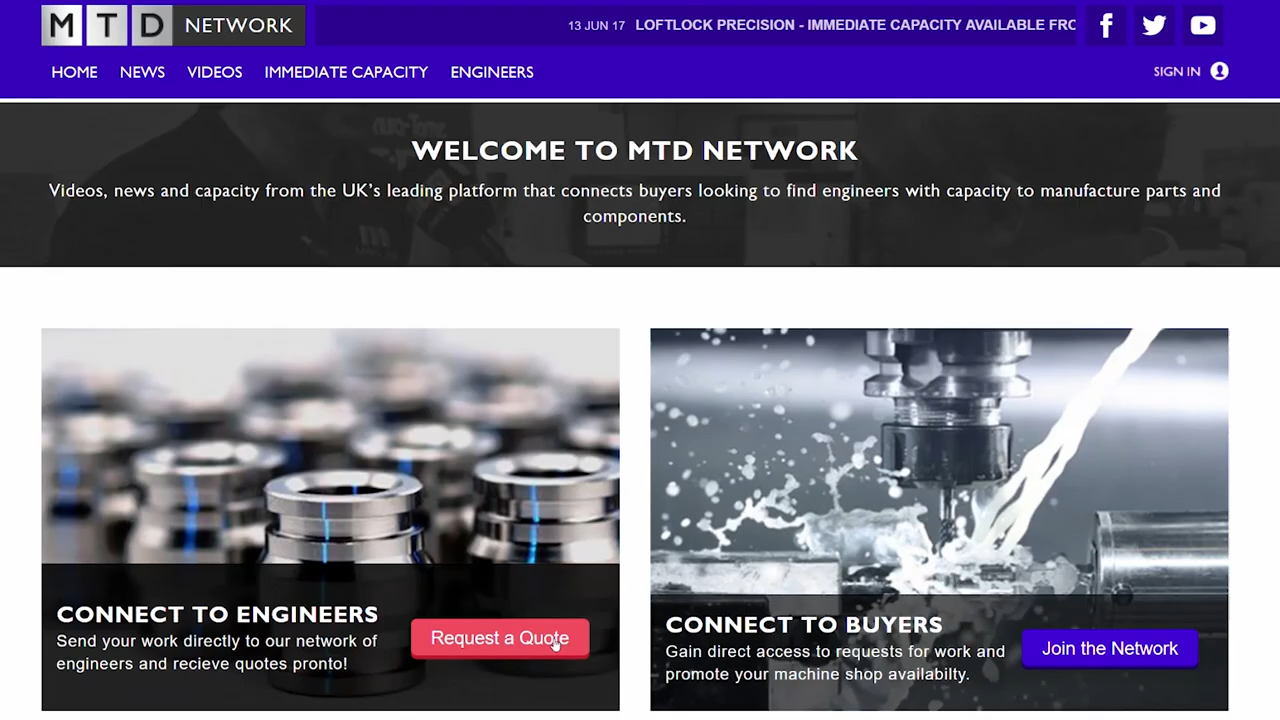 MTD NETWORK
13 JUN 17 LOFTLOCK PRECISION - IMMEDIATE CAPACITY AVAILABLE FRO
HOME NEWS VIDEOS IMMEDIATE CAPACITY ENGINEERS
SIGN IN
WELCOME TO MTD NETWORK
Videos, news and capacity from the UK's leading platform that connects buyers looking to find engineers with capacity to manufacture parts and
components.
CONNECT TO ENGINEERS
Send your work directly to our network of
engineers and recieve quotes pronto!
Request a Quote
CONNECT TO BUYERS
Gain direct access to requests for work and
promote your machine shop availabilty.
Join the Network